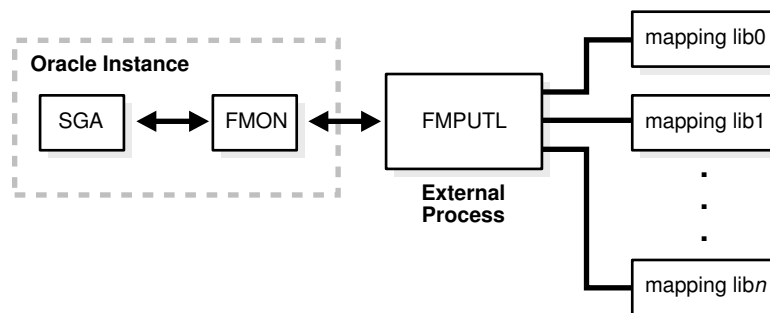 Oracle Instance
SGA
FMON
FMPUTL
External
Process
mapping lib0
mapping lib1
mapping libn